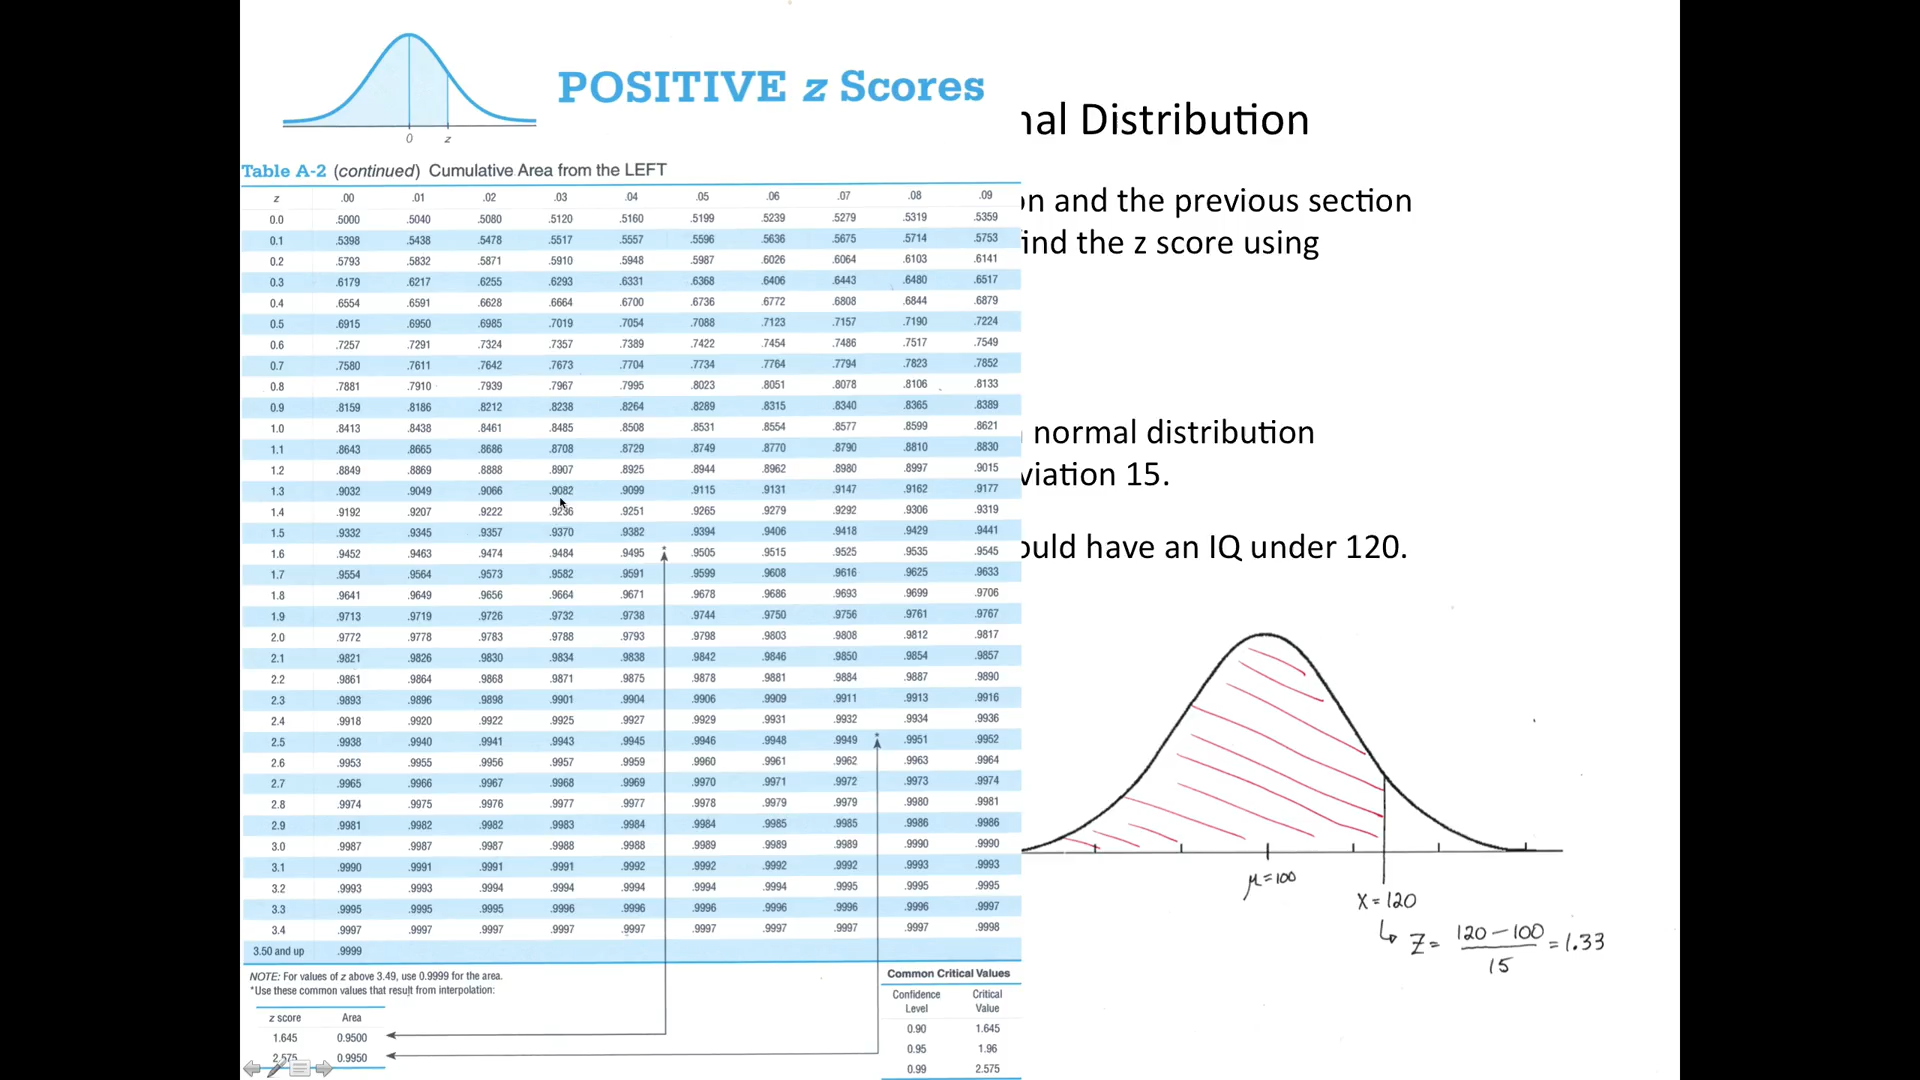 POSITIVE z Scores
0 z
Table A-2 (continued) Cumulative Area from the LEFT
z .00 .01 .02 .03 .04 .05 .06 .07 .08 .09
0.0 .5000 .5040 .5080 .5120 .5160 .5199 .5239 .5279 .5319 .5359
0.1 .5398 .5438 .5478 .5517 .5557 .5596 .5636 .5675 .5714 .5753
0.2 .5793 .5832 .5871 .5910 .5948 .5987 .6026 .6064 .6103 .6141
0.3 .6179 .6217 .6255 .6293 .6331 .6368 .6406 .6443 .6480 .6517
0.4 .6554 .6591 .6628 .6664 .6700 .6736 .6772 .6808 .6844 .6879
0.5 .6915 .6950 .6985 .7019 .7054 .7088 .7123 .7157 .7190 .7224
0.6 .7257 .7291 .7324 .7357 .7389 .7422 .7454 .7486 .7517 .7549
0.7 .7580 .7611 .7642 .7673 .7704 .7734 .7764 .7794 .7823 .7852
0.8 .7881 .7910 .7939 .7967 .7995 .8023 .8051 .8078 .8106 .8133
0.9 .8159 .8186 .8212 .8238 .8264 .8289 .8315 .8340 .8365 .8389
1.0 .8413 .8438 .8461 .8485 .8508 .8531 .8554 .8577 .8599 .8621
1.1 .8643 .8665 .8686 .8708 .8729 .8749 .8770 .8790 .8810 .8830
1.2 .8849 .8869 .8888 .8907 .8925 .8944 .8962 .8980 .8997 .9015
1.3 .9032 .9049 .9066 .9082 .9099 .9115 .9131 .9147 .9162 .9177
1.4 .9192 .9207 .9222 .9236 .9251 .9265 .9279 .9292 .9306 .9319
1.5 .9332 .9345 .9357 .9370 .9382 .9394 .9406 .9418 .9429 .9441
1.6 .9452 .9463 .9474 .9484 .9495 * .9505 .9515 .9525 .9535 .9545
1.7 .9554 .9564 .9573 .9582 .9591 .9599 .9608 .9616 .9625 .9633
1.8 .9641 .9649 .9656 .9664 .9671 .9678 .9686 .9693 .9699 .9706
1.9 .9713 .9719 .9726 .9732 .9738 .9744 .9750 .9756 .9761 .9767
2.0 .9772 .9778 .9783 .9788 .9793 .9798 .9803 .9808 .9812 .9817
2.1 .9821 .9826 .9830 .9834 .9838 .9842 .9846 .9850 .9854 .9857
2.2 .9861 .9864 .9868 .9871 .9875 .9878 .9881 .9884 .9887 .9890
2.3 .9893 .9896 .9898 .9901 .9904 .9906 .9909 .9911 .9913 .9916
2.4 .9918 .9920 .9922 .9925 .9927 .9929 .9931 .9932 .9934 .9936
2.5 .9938 .9940 .9941 .9943 .9945 .9946 .9948 .9949 * .9951 .9952
2.6 .9953 .9955 .9956 .9957 .9959 .9960 .9961 .9962 .9963 .9964
2.7 .9965 .9966 .9967 .9968 .9969 .9970 .9971 .9972 .9973 .9974
2.8 .9974 .9975 .9976 .9977 .9977 .9978 .9979 .9979 .9980 .9981
2.9 .9981 .9982 .9982 .9983 .9984 .9984 .9985 .9985 .9986 .9986
3.0 .9987 .9987 .9987 .9988 .9988 .9989 .9989 .9989 .9990 .9990
3.1 .9990 .9991 .9991 .9991 .9992 .9992 .9992 .9992 .9993 .9993
3.2 .9993 .9993 .9994 .9994 .9994 .9994 .9994 .9995 .9995 .9995
3.3 .9995 .9995 .9995 .9996 .9996 .9996 .9996 .9996 .9996 .9997
3.4 .9997 .9997 .9997 .9997 .9997 .9997 .9997 .9997 .9997 .9998
3.50 and up .9999
NOTE: For values of z above 3.49, use 0.9999 for the area.
*Use these common values that result from interpolation:
z score Area
1.645 0.9500
2.575 0.9950
Common Critical Values
Confidence Critical
Level Value
0.90 1.645
0.95 1.96
0.99 2.575
nal Distribution
on and the previous section
find the z score using
normal distribution
viation 15.
ould have an IQ under 120.
μ=100
X=120
Z= 120-100 =1.33
15